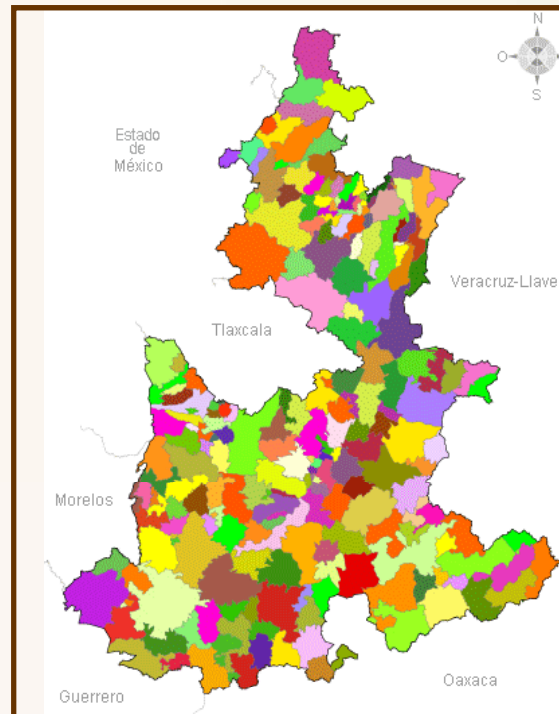 N
O
S
Estado
de
México
Veracruz-Llave
Tlaxcala
Morelos
Guerrero
Oaxaca